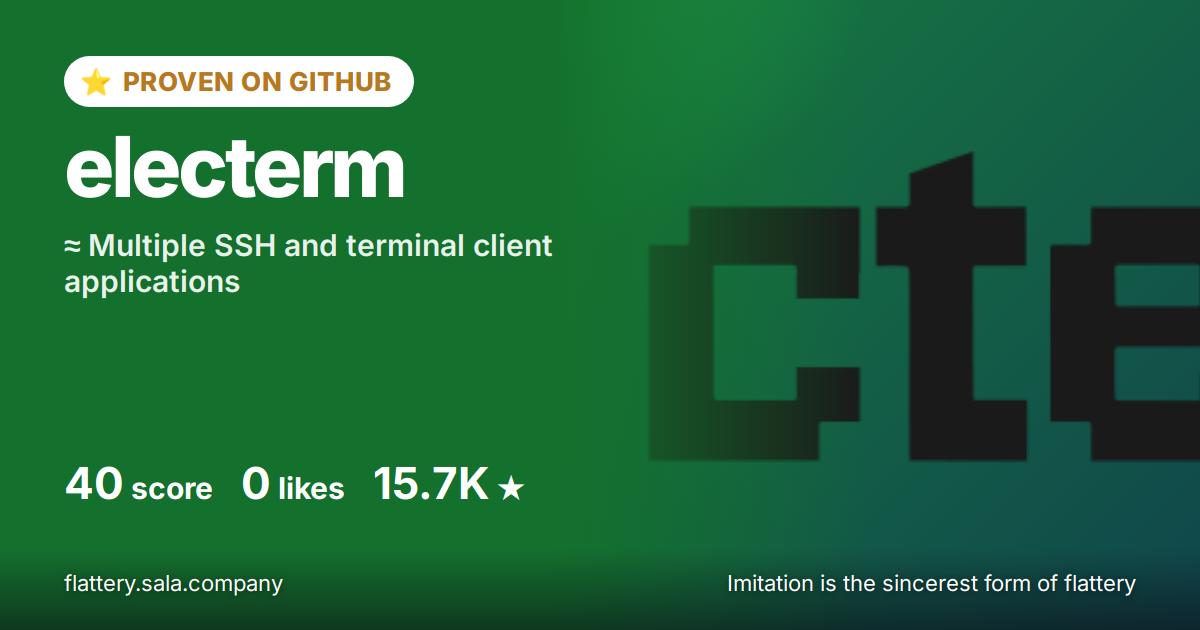 ⭐ PROVEN ON GITHUB
electerm
≈ Multiple SSH and terminal client
applications
cte
40 score 0 likes 15.7K ★
flattery.sala.company
Imitation is the sincerest form of flattery